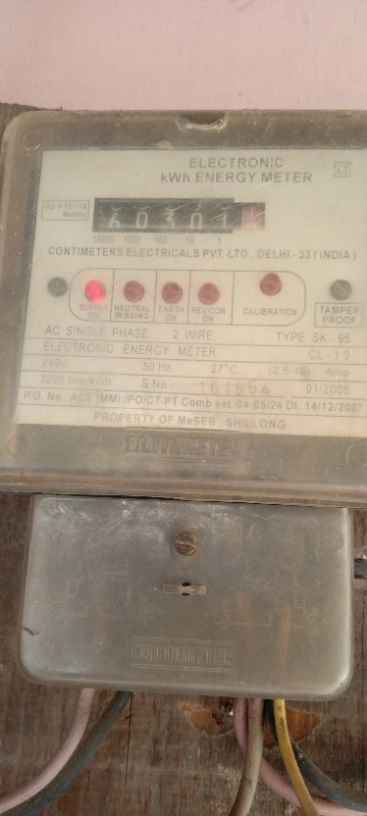 ELECTRONIC
kWh ENERGY METER
60301
10000 1000 100 10 1
CONTIMETERS ELECTRICALS PVT. LTD., DELHI - 33 (INDIA)
SUPPLY ON NEUTRAL MISSING EARTH ON REV CON ON CALIBRATION TAMPER PROOF
AC SINGLE PHASE 2 WIRE TYPE SK - 95
ELECTRONIC ENERGY METER CL - 1.0
240V 50 Hz. 27°C. (2.5-10) Amp
3200 Imp/kWh S.No - 01/2008
P.O. No : ACE (MM) /PO/CT-PT Comb set /04-05/24 Dt. 14/12/2007
PROPERTY OF MeSEB, SHILLONG